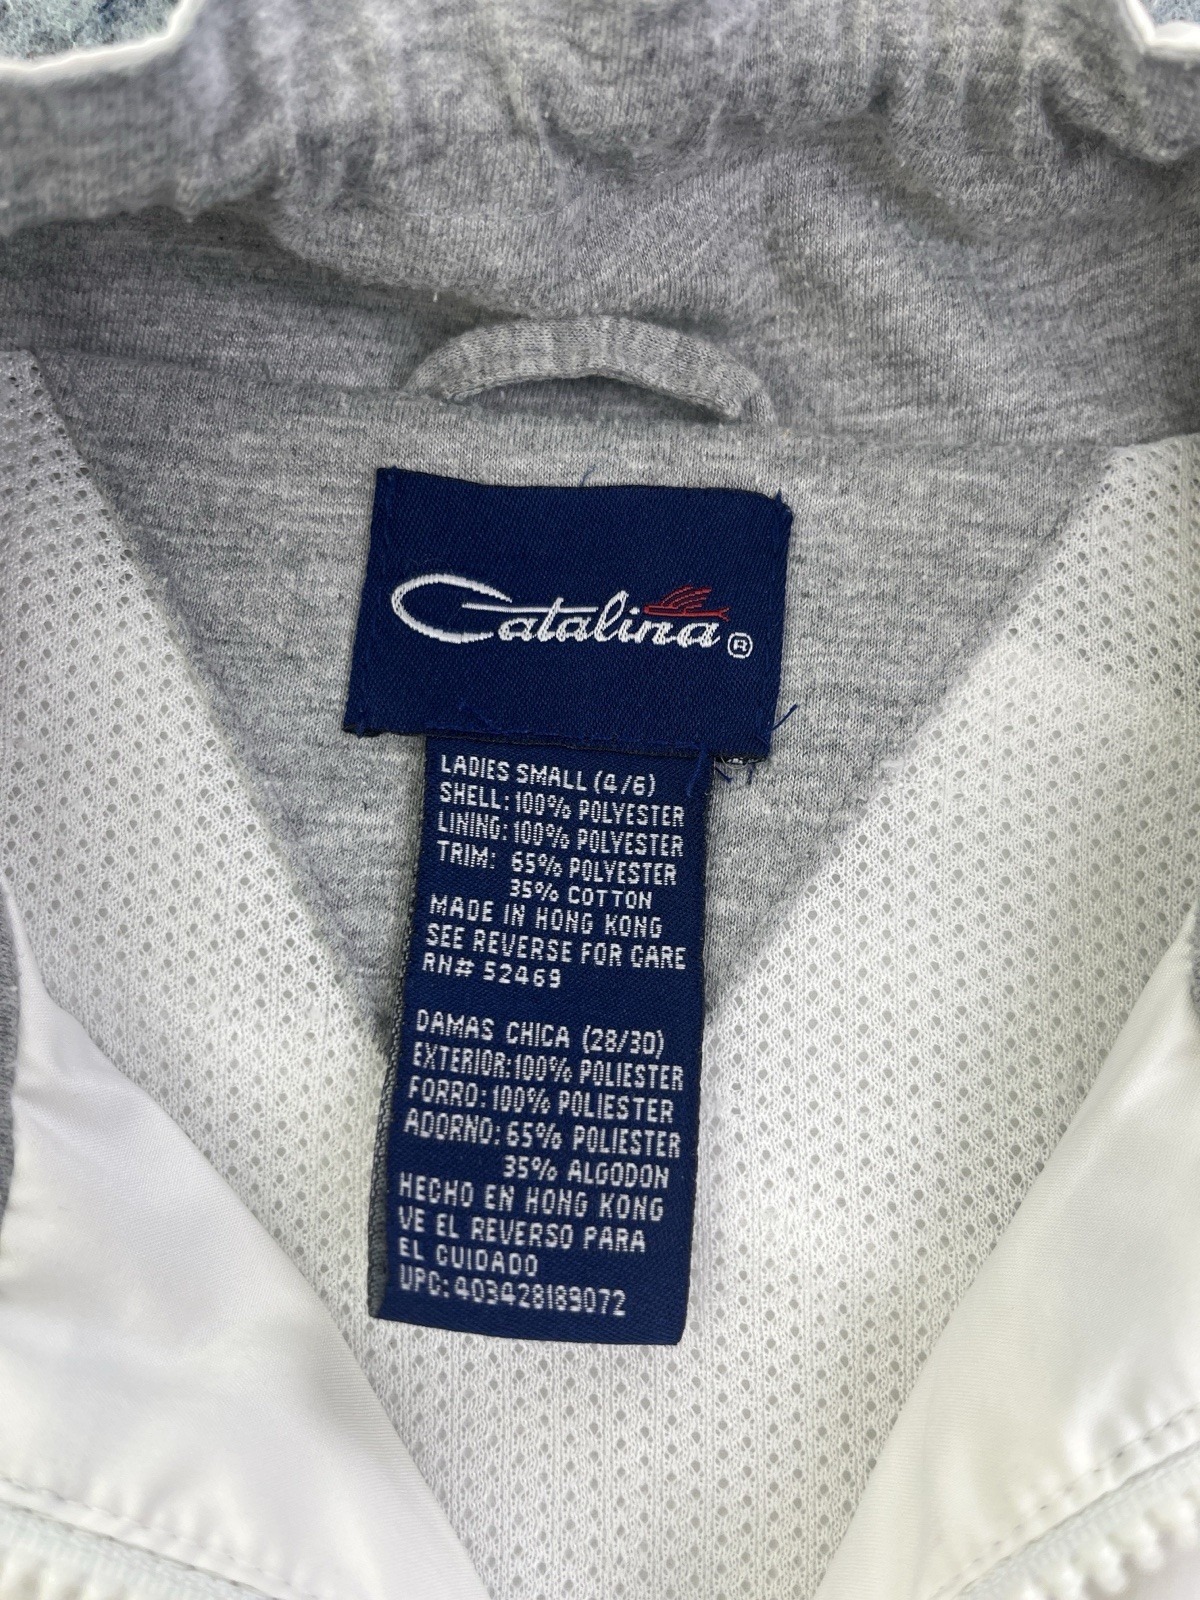 Catalina®
LADIES SMALL (4/6)
SHELL: 100% POLYESTER
LINING: 100% POLYESTER
TRIM: 65% POLYESTER
35% COTTON
MADE IN HONG KONG
SEE REVERSE FOR CARE
RN# 52469
DAMAS CHICA (28/30)
EXTERIOR: 100% POLIESTER
FORRO: 100% POLIESTER
ADORNO: 65% POLIESTER
35% ALGODON
HECHO EN HONG KONG
VE EL REVERSO PARA
EL CUIDADO
UPC: 403428189072